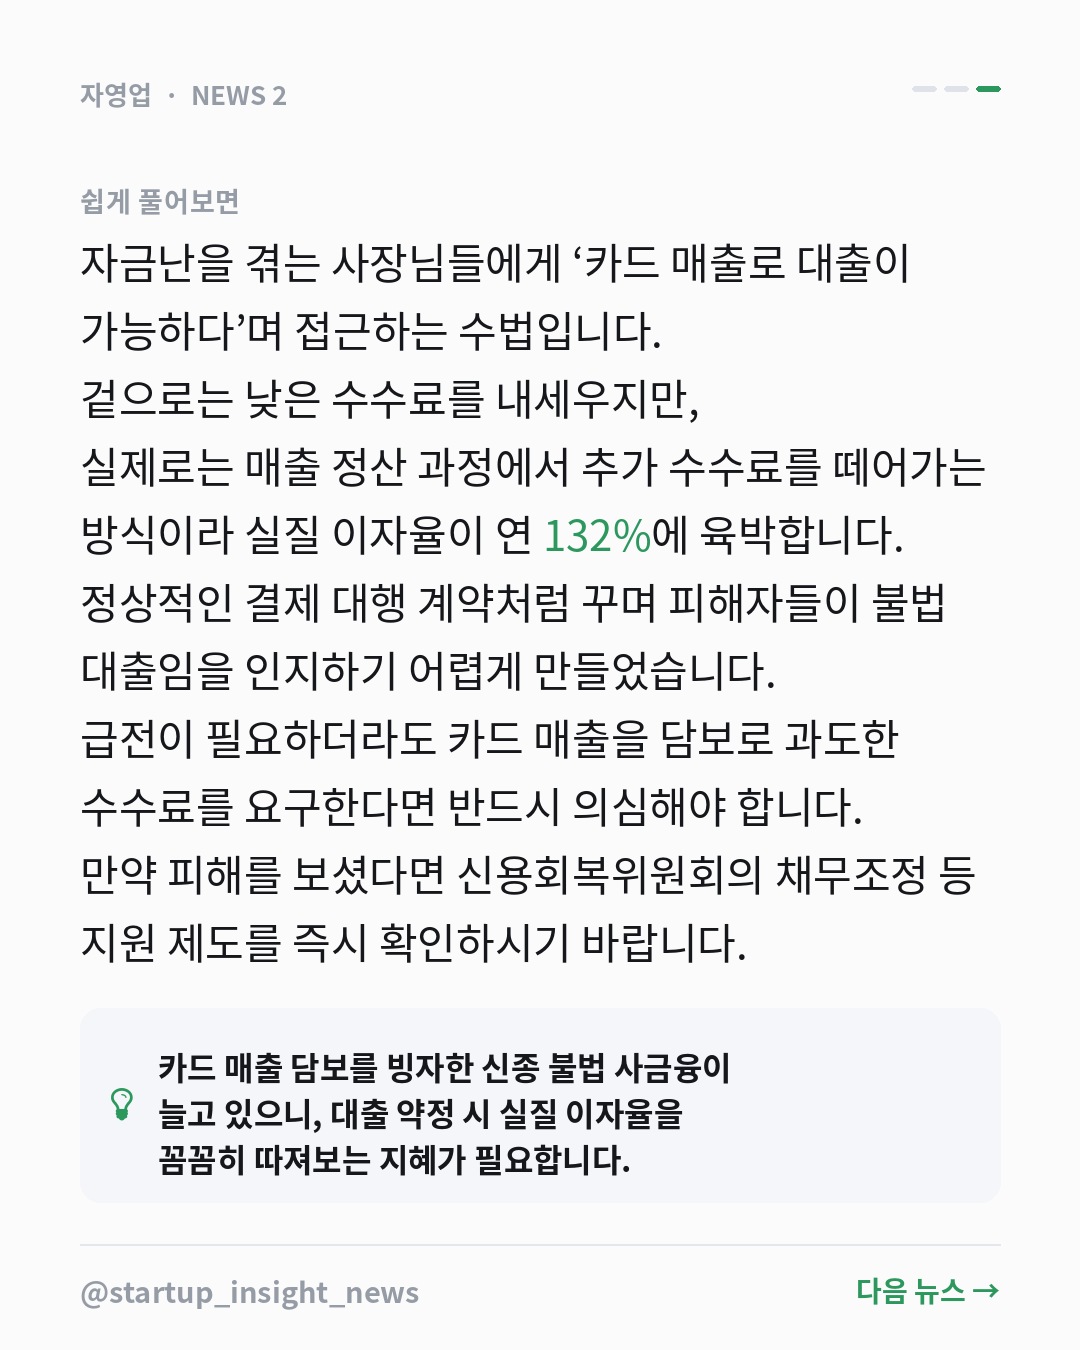 자영업 · NEWS 2
쉽게 풀어보면
자금난을 겪는 사장님들에게 ‘카드 매출로 대출이
가능하다’며 접근하는 수법입니다.
겉으로는 낮은 수수료를 내세우지만,
실제로는 매출 정산 과정에서 추가 수수료를 떼어가는
방식이라 실질 이자율이 연 132%에 육박합니다.
정상적인 결제 대행 계약처럼 꾸며 피해자들이 불법
대출임을 인지하기 어렵게 만들었습니다.
급전이 필요하더라도 카드 매출을 담보로 과도한
수수료를 요구한다면 반드시 의심해야 합니다.
만약 피해를 보셨다면 신용회복위원회의 채무조정 등
지원 제도를 즉시 확인하시기 바랍니다.
카드 매출 담보를 빙자한 신종 불법 사금융이
늘고 있으니, 대출 약정 시 실질 이자율을
꼼꼼히 따져보는 지혜가 필요합니다.
@startup_insight_news
다음 뉴스 →